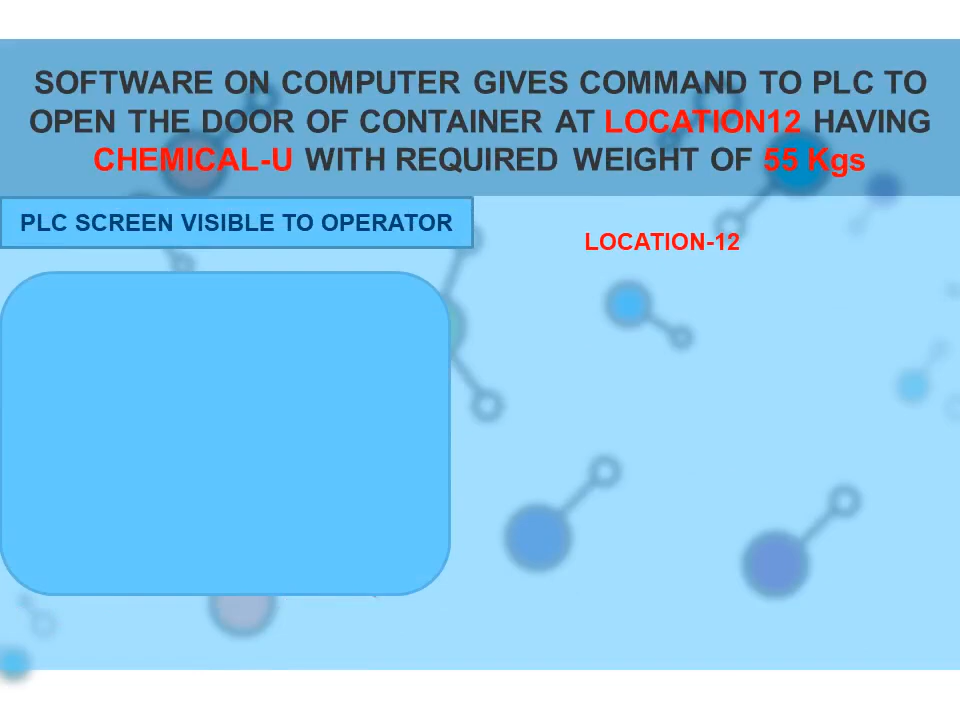 SOFTWARE ON COMPUTER GIVES COMMAND TO PLC TO
OPEN THE DOOR OF CONTAINER AT LOCATION12 HAVING
CHEMICAL-U WITH REQUIRED WEIGHT OF 55 Kgs
PLC SCREEN VISIBLE TO OPERATOR
LOCATION-12